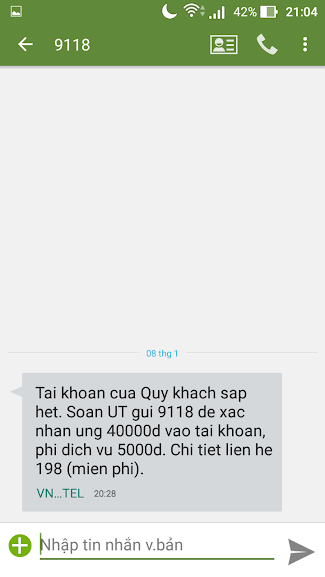 42% 21:04
9118
08 thg 1
Tai khoan cua Quy khach sap
het. Soan UT gui 9118 de xac
nhan ung 40000d vao tai khoan,
phi dich vu 5000d. Chi tiet lien he
198 (mien phi).
VN...TEL 20:28
Nhập tin nhắn v.bản